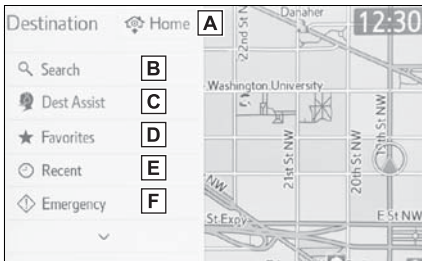 Destination Home A
Search B
Dest Assist C
Favorites D
Recent E
Emergency F
Danaher
12:30
22nd St N
Washington University
21st St NW
20th St NW
19th St NW
NW
St Expy
E St NW